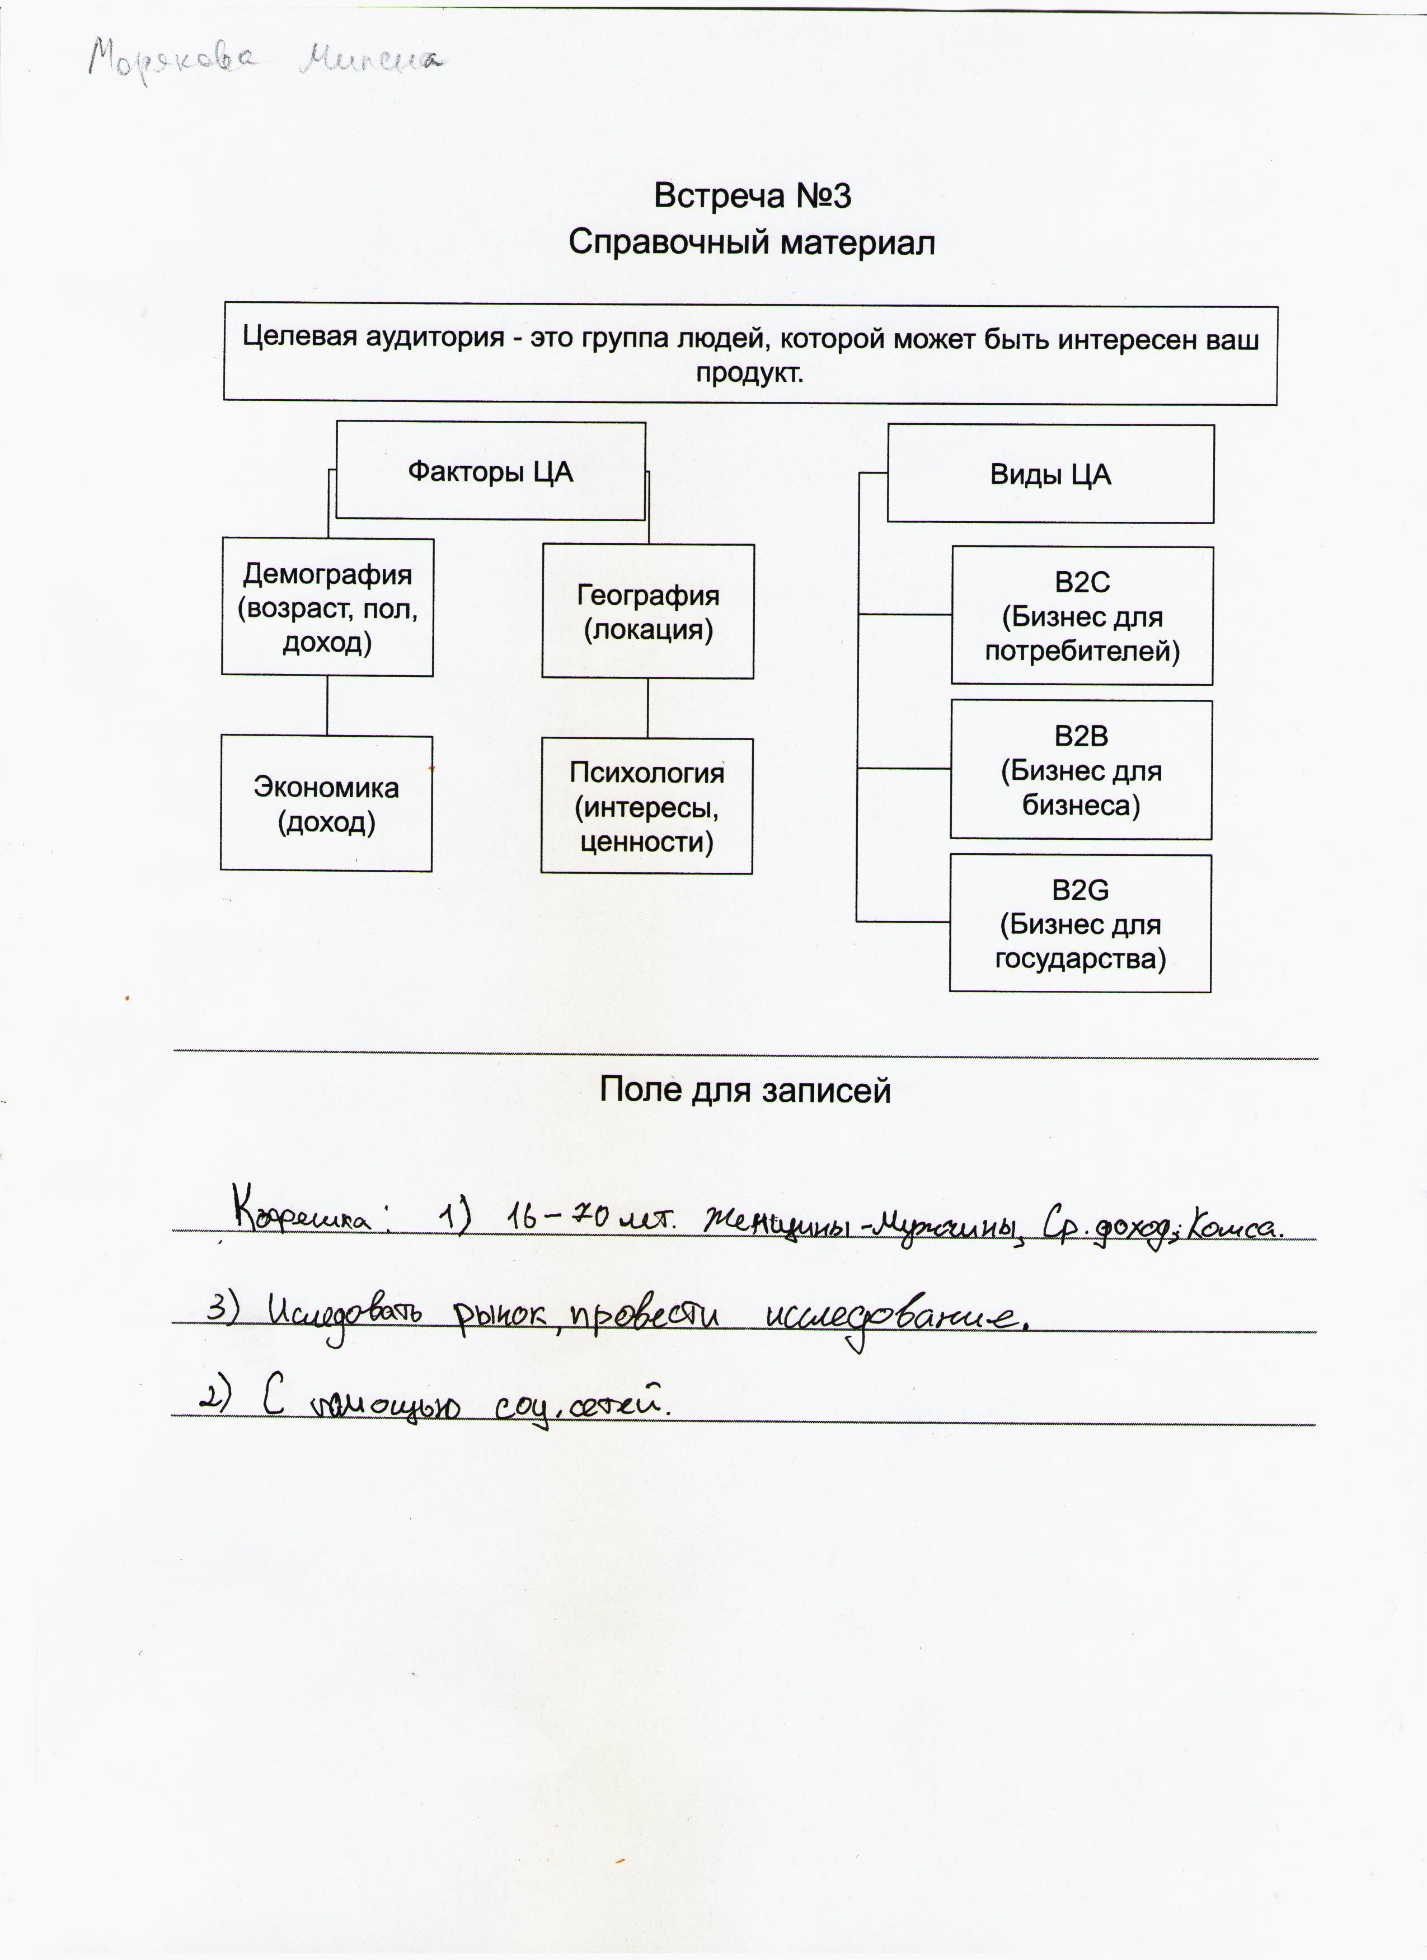 Морякова Милена
Встреча №3
Справочный материал
Целевая аудитория - это группа людей, которой может быть интересен ваш
продукт.
Факторы ЦА
Демография
(возраст, пол,
доход)
География
(локация)
Экономика
(доход)
Психология
(интересы,
ценности)
Виды ЦА
B2C
(Бизнес для
потребителей)
B2B
(Бизнес для
бизнеса)
B2G
(Бизнес для
государства)
Поле для записей
1) 16-70 лет. Женщины-Мужчины, Ср. доход; Комса.
3) Иследовать рынок, провести исследование.
2) С помощью соц. сетей.